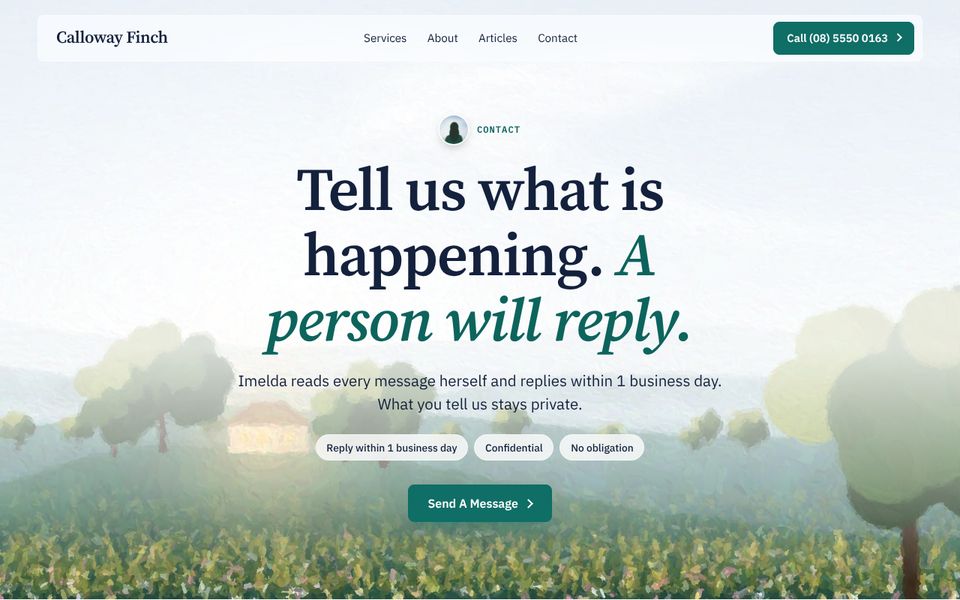 Calloway Finch
Services
About
Articles
Contact
Call (08) 5550 0163
CONTACT
Tell us what is
happening. A
person will reply.
Imelda reads every message herself and replies within 1 business day.
What you tell us stays private.
Reply within 1 business day
Confidential
No obligation
Send A Message